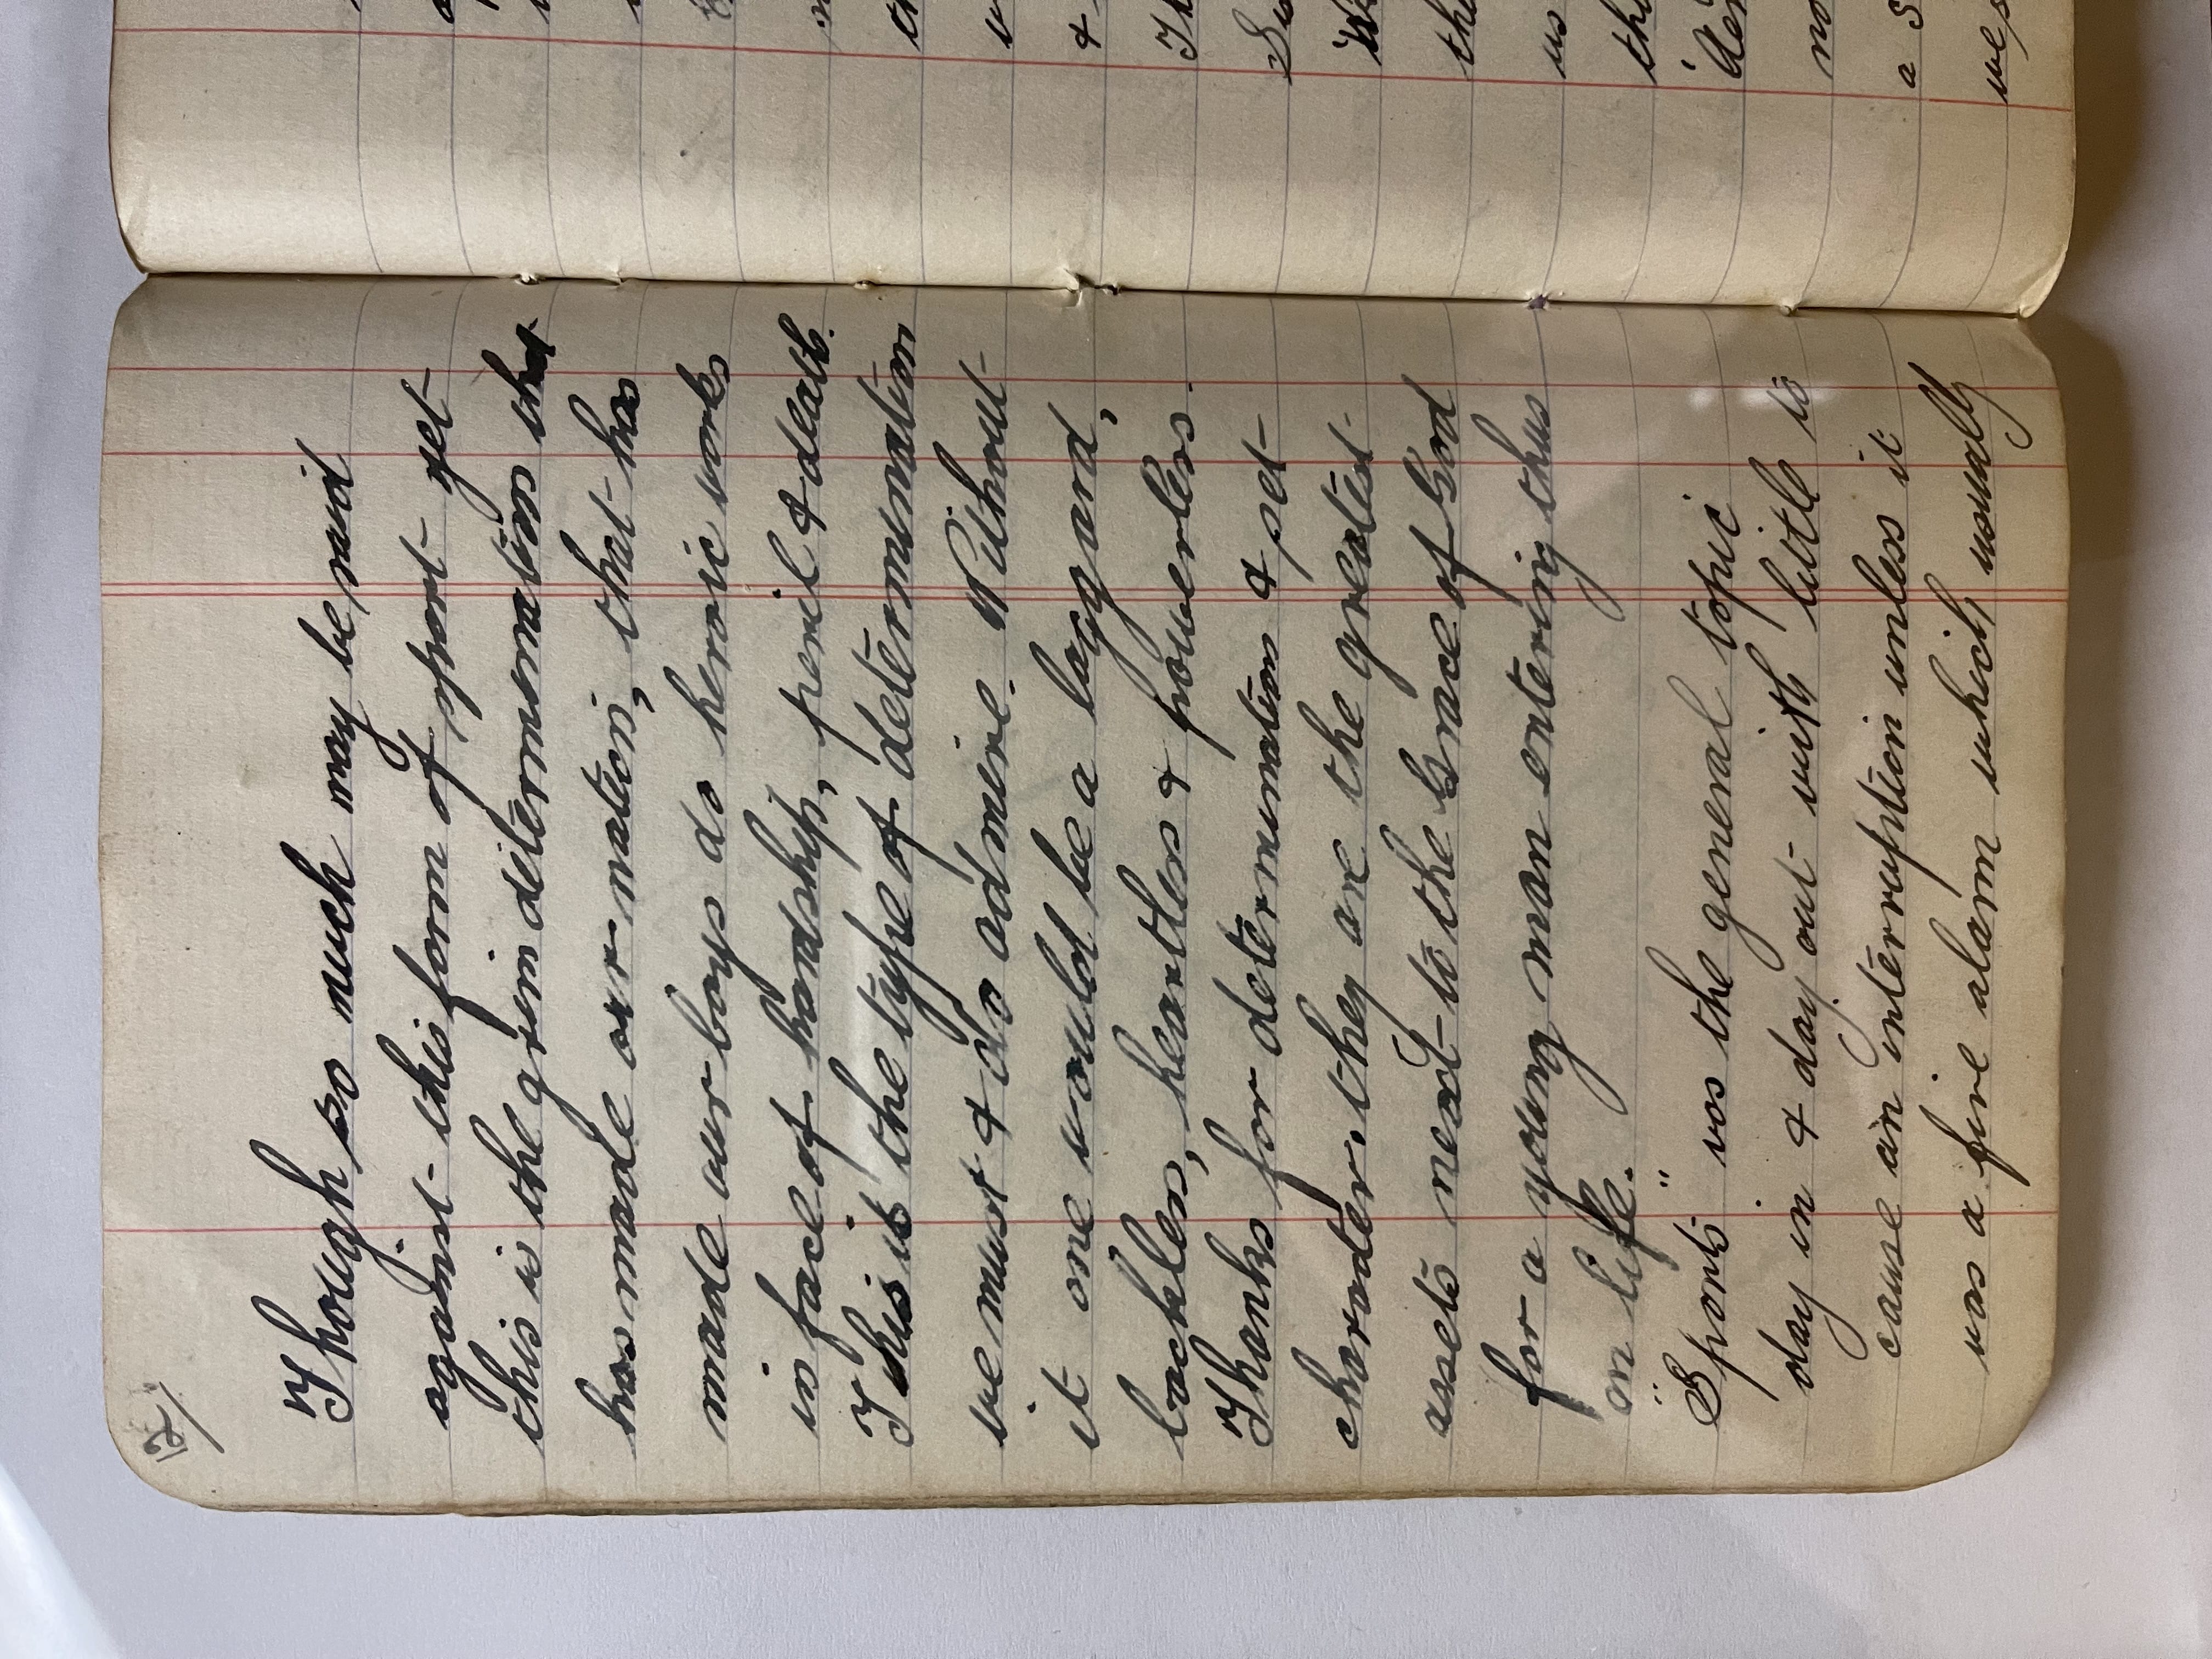 12/
Though so much may be said
against this form of sport yet
this is the grim determination that
has made our nation, that has
made our boys do heroic works
in face of hardship, peril & death.
This is the type of determination
we must & do admire. Without
it one would be a laggard,
backless, heartless & powerless.
Thanks for determination & set
character. they are the greatest
assets next to the Grace of God
for a young man entering thus
on life.
"Sports" was the general topic
day in & day out with little to
cause an interruption unless it
was a fire alarm which usually